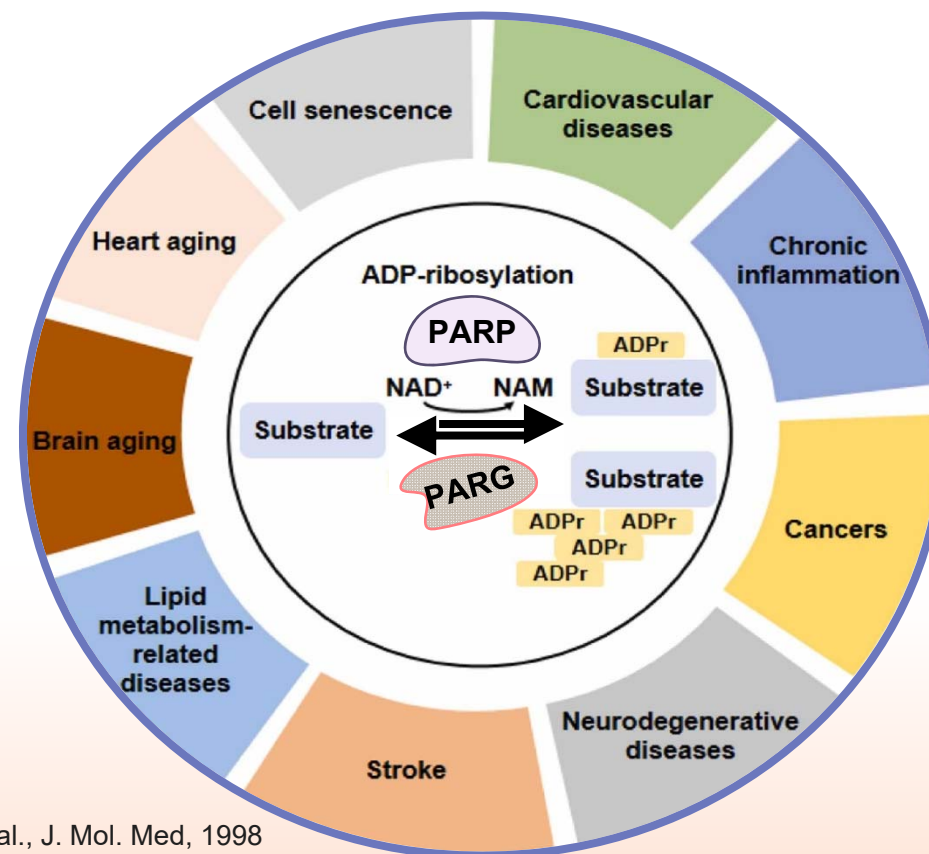 Cell senescence
Cardiovascular
diseases
Heart aging
Chronic
inflammation
ADP-ribosylation
PARP
ADPr
NAD⁺
NAM
Substrate
Substrate
Brain aging
PARG
Substrate
ADPr
ADPr
ADPr
ADPr
Cancers
Lipid
metabolism-
related
diseases
Neurodegenerative
diseases
Stroke
al., J. Mol. Med, 1998